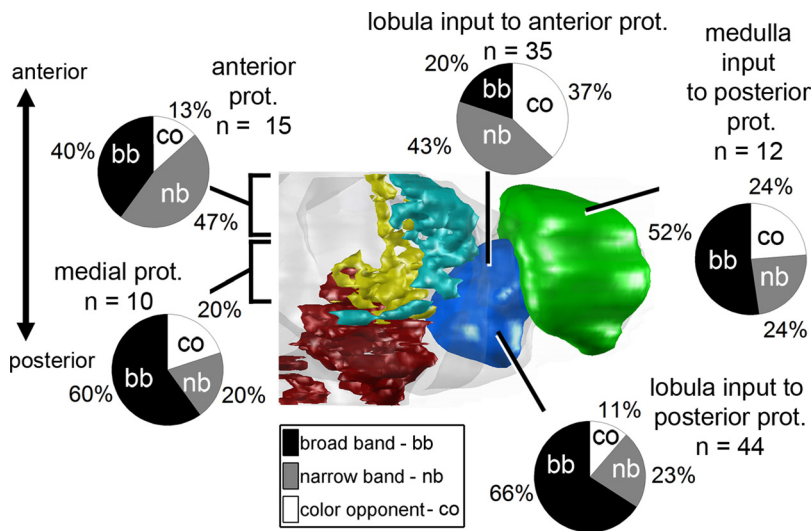 lobula input to anterior prot.
n = 35
20%
bb
co
37%
nb
43%
medulla
input
to posterior
prot.
n = 12
24%
co
52%
bb
nb
24%
anterior
anterior
prot.
n = 15
13%
co
40%
bb
nb
47%
medial prot.
n = 10
20%
posterior
co
bb
nb
60%
20%
lobula input to
posterior prot.
n = 44
11%
co
bb
nb
23%
66%
broad band - bb
narrow band - nb
color opponent - co